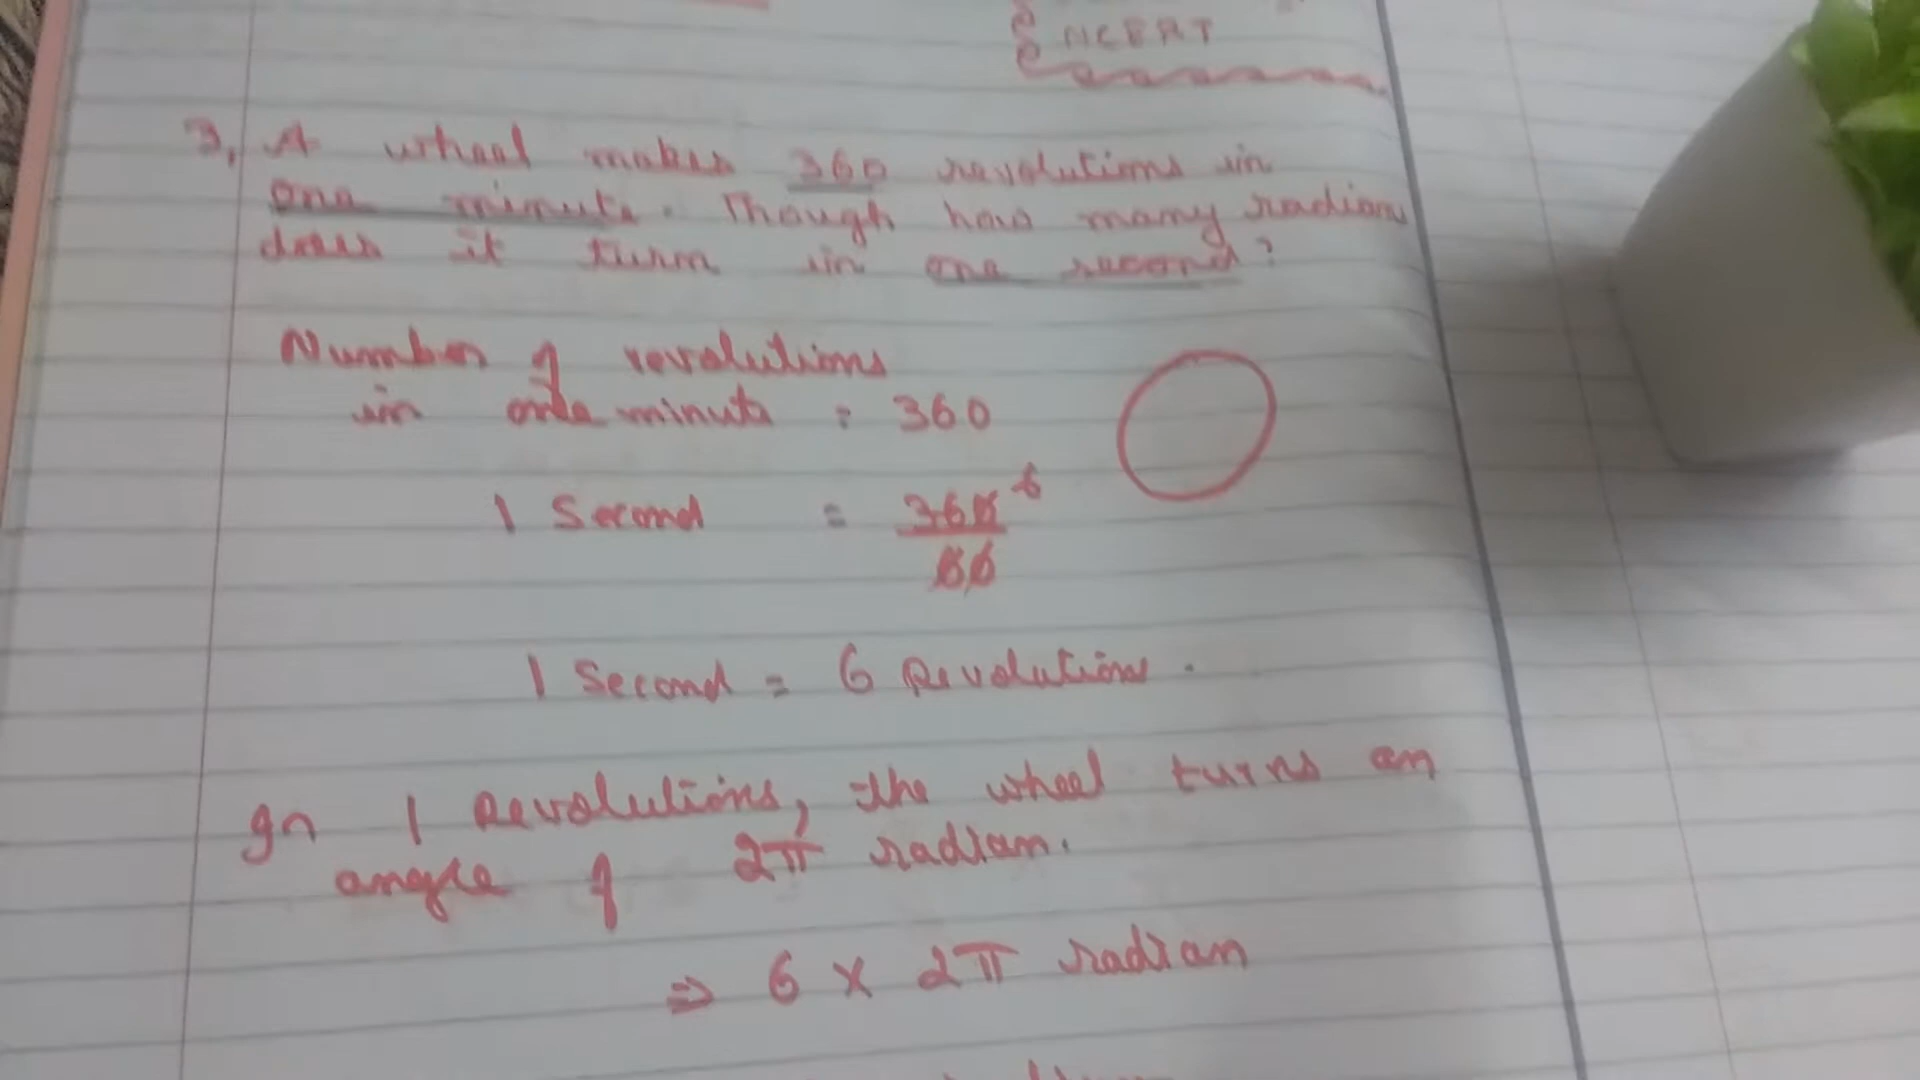 NCERT
3, A wheel makes 360 revolutions in
one minute. Though how many radians
does it turn in one second?
Number of revolutions
in one minute = 360
1 Second = 360 6
60
1 Second = 6 Revolutions.
In 1 Revolutions, the wheel turns an
angle of 2π radian.
⇒ 6 × 2π radian